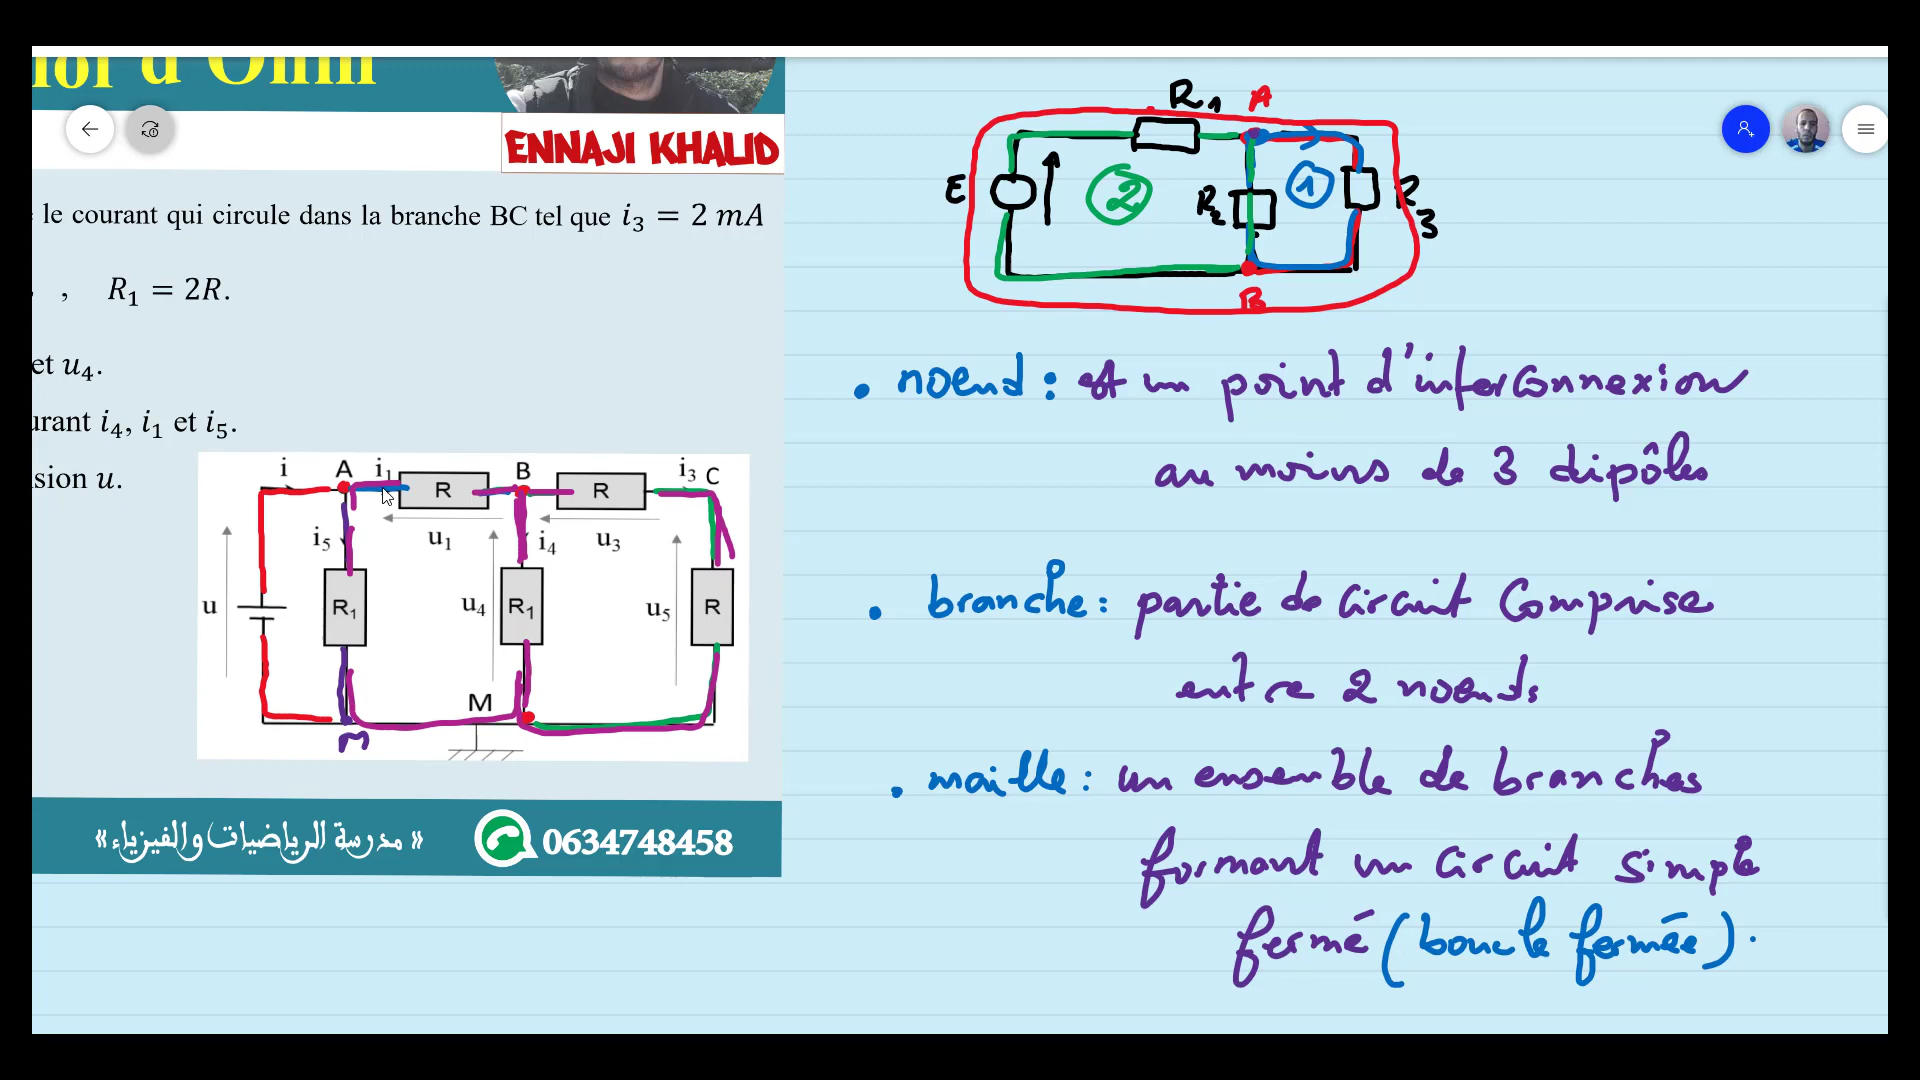 d'Ohm
ENNAJI KHALID
le courant qui circule dans la branche BC tel que i₃ = 2 mA
, R₁ = 2R.
et u₄.
urant i₄, i₁ et i₅.
sion u.
i A i₁ B i₃ C
R R
i₅ u₁ i₄ u₃
u R₁ u₄ R₁ u₅ R
M
M
«مدرسة الرياضيات والفيزياء»
0634748458
R₁ A
E 2 R₂ 1 R₃
B
• noeud : est un point d'interconnexion
au moins de 3 dipôles
• branche : partie de circuit comprise
entre 2 noeuds
• maille : un ensemble de branches
formant un circuit simple
fermé (boucle fermée).